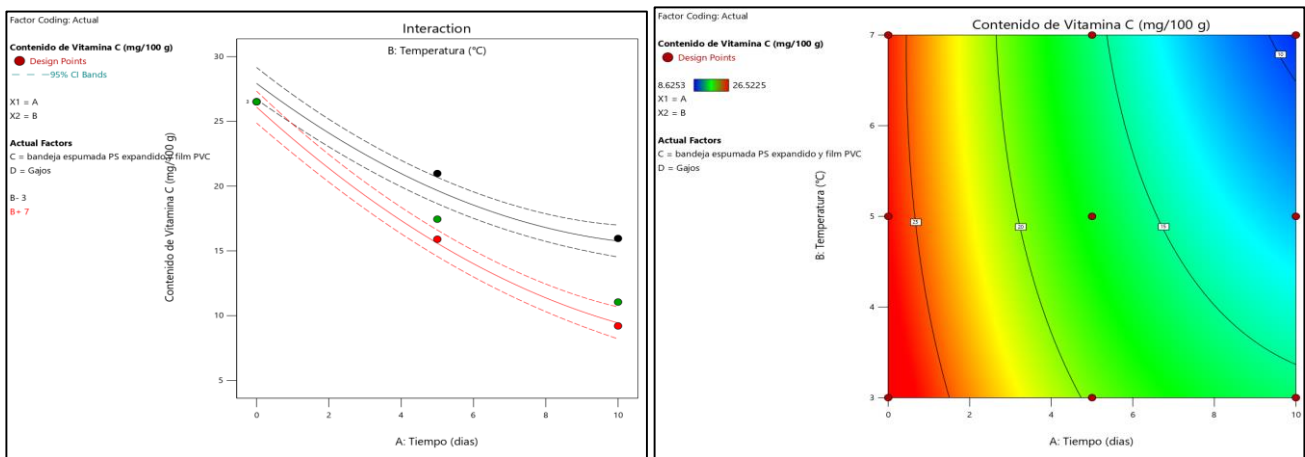 Factor Coding: Actual
Contenido de Vitamina C (mg/100 g)
Design Points
95% CI Bands
X1 = A
X2 = B
Actual Factors
C = bandeja espumada PS expandido y film PVC
D = Gajos
B- 3
B+ 7
Interaction
B: Temperatura (°C)
Contenido de Vitamina C (mg/100 g)
30
25
20
15
10
5
0
2
4
6
8
10
A: Tiempo (dias)
Factor Coding: Actual
Contenido de Vitamina C (mg/100 g)
Design Points
8.6253 26.5225
X1 = A
X2 = B
Actual Factors
C = bandeja espumada PS expandido y film PVC
D = Gajos
Contenido de Vitamina C (mg/100 g)
B: Temperatura (°C)
7
6
5
4
3
25
20
15
10
0
2
4
6
8
10
A: Tiempo (dias)